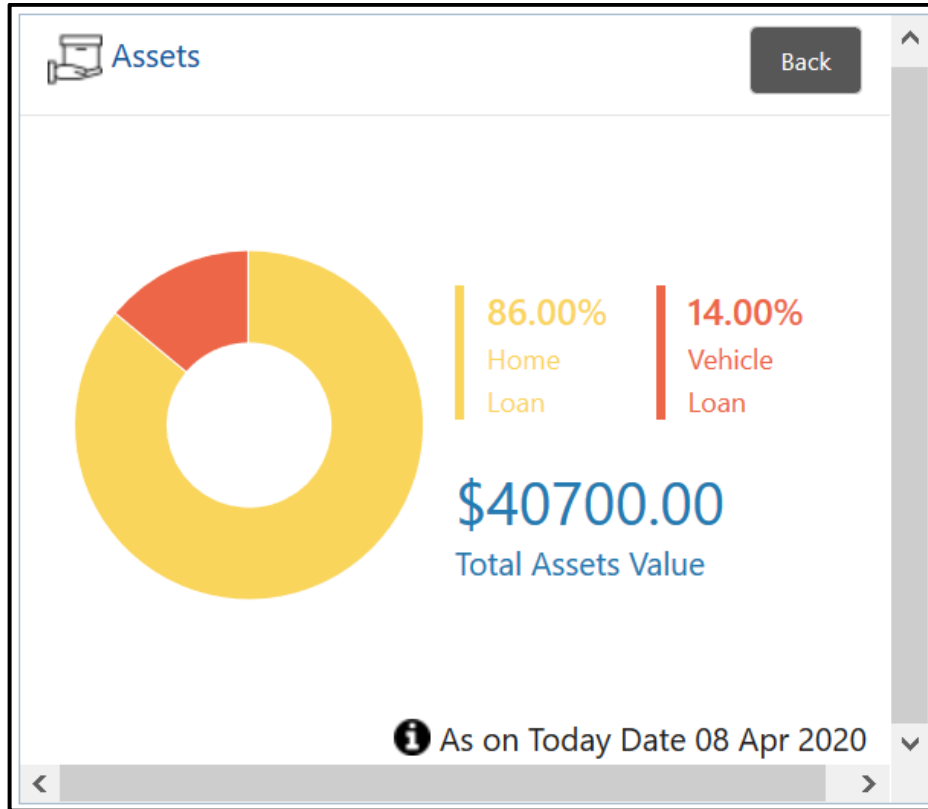 Assets
Back
86.00%
Home
Loan
14.00%
Vehicle
Loan
$40700.00
Total Assets Value
As on Today Date 08 Apr 2020